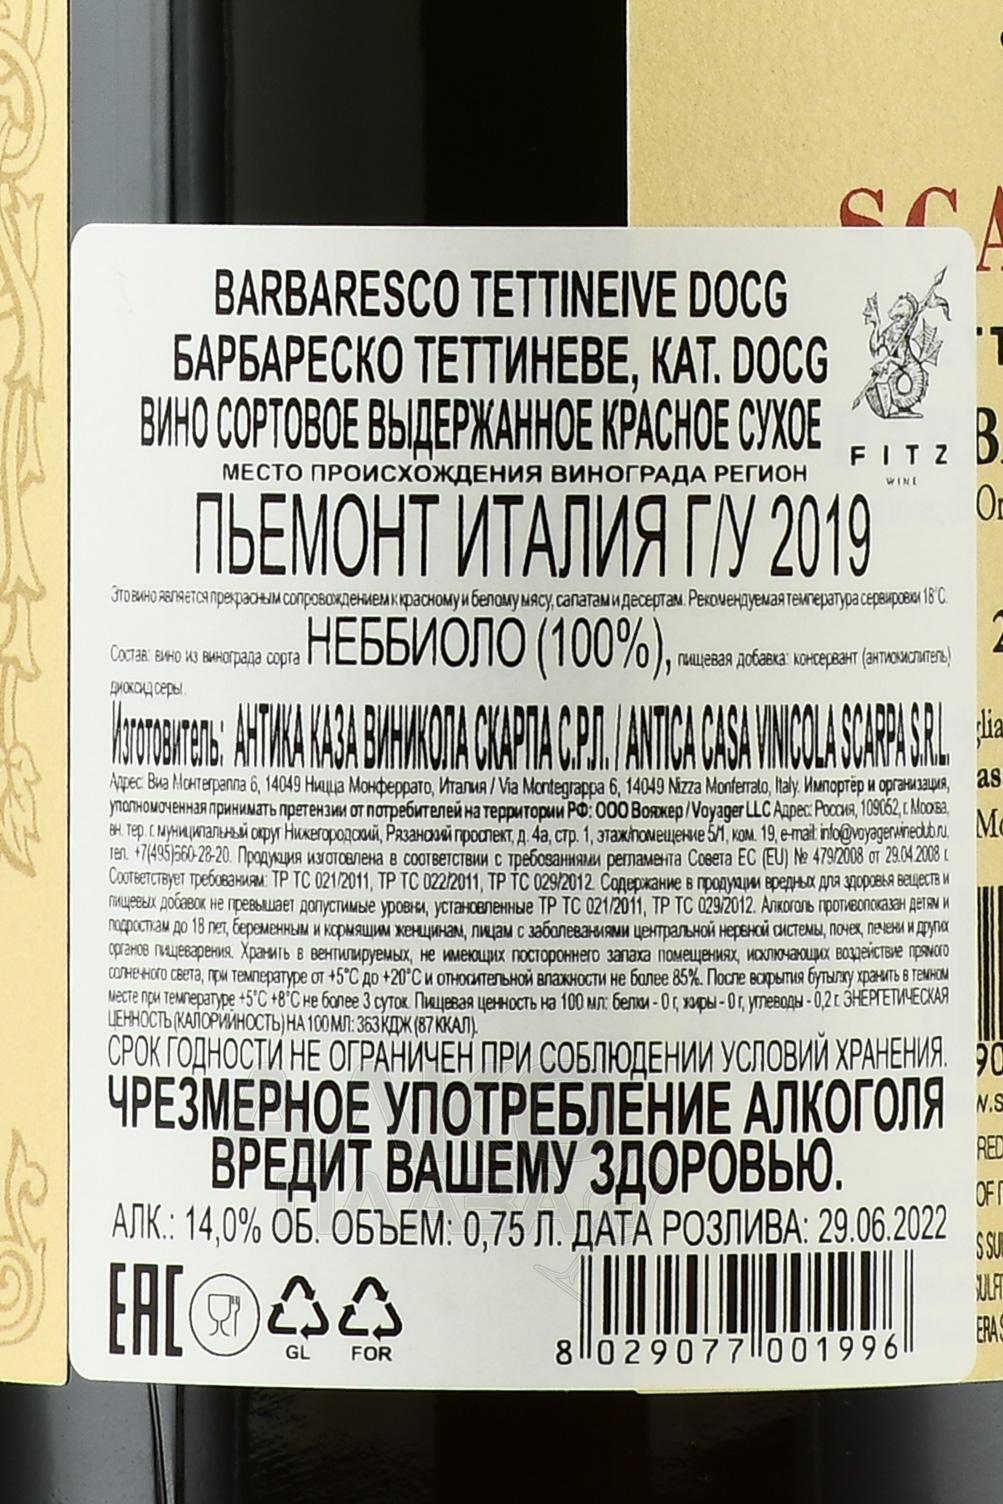 SCA
BARBARESCO TETTINEIVE DOCG
БАРБАРЕСКО ТЕТТИНЕВЕ, КАТ. DOCG
ВИНО СОРТОВОЕ ВЫДЕРЖАННОЕ КРАСНОЕ СУХОЕ
FITZ
WINE
МЕСТО ПРОИСХОЖДЕНИЯ ВИНОГРАДА РЕГИОН
ПЬЕМОНТ ИТАЛИЯ Г/У 2019
Это вино является прекрасным сопровождением к красному и белому мясу, салатам и десертам. Рекомендуемая температура сервировки 18°C.
Состав: вино из винограда сорта НЕББИОЛО (100%), пищевая добавка: консервант (антиокислитель)
диоксид серы.
Изготовитель: АНТИКА КАЗА ВИНИКОЛА СКАРПА С.Р.Л. / ANTICA CASA VINICOLA SCARPA S.R.L.
Адрес: Виа Монтеграппа 6, 14049 Ницца Монферрато, Италия / Via Montegrappa 6, 14049 Nizza Monferrato, Italy. Импортёр и организация,
уполномоченная принимать претензии от потребителей на территории РФ: ООО Вояжер / Voyager LLC Адрес: Россия, 109052, г. Москва,
вн. тер. г. муниципальный округ Нижегородский, Рязанский проспект, д. 4а, стр. 1, этаж/помещение 5/1, ком. 19, e-mail: info@voyagerwineclub.ru,
тел. +7(495)660-28-20. Продукция изготовлена в соответствии с требованиями регламента Совета ЕС (EU) № 479/2008 от 29.04.2008 г.
Соответствует требованиям: ТР ТС 021/2011, ТР ТС 022/2011, ТР ТС 029/2012. Содержание в продукции вредных для здоровья веществ и
пищевых добавок не превышает допустимые уровни, установленные ТР ТС 021/2011, ТР ТС 029/2012. Алкоголь противопоказан детям и
подросткам до 18 лет, беременным и кормящим женщинам, лицам с заболеваниями центральной нервной системы, почек, печени и других
органов пищеварения. Хранить в вентилируемых, не имеющих постороннего запаха помещениях, исключающих воздействие прямого
солнечного света, при температуре от +5°C до +20°C и относительной влажности не более 85%. После вскрытия бутылку хранить в темном
месте при температуре +5°C +8°C не более 3 суток. Пищевая ценность на 100 мл: белки - 0 г, жиры - 0 г, углеводы - 0,2 г. ЭНЕРГЕТИЧЕСКАЯ
ЦЕННОСТЬ (КАЛОРИЙНОСТЬ) НА 100 МЛ: 363 КДЖ (87 ККАЛ).
СРОК ГОДНОСТИ НЕ ОГРАНИЧЕН ПРИ СОБЛЮДЕНИИ УСЛОВИЙ ХРАНЕНИЯ.
ЧРЕЗМЕРНОЕ УПОТРЕБЛЕНИЕ АЛКОГОЛЯ
ВРЕДИТ ВАШЕМУ ЗДОРОВЬЮ.
АЛК.: 14,0% ОБ. ОБЪЕМ: 0,75 Л. ДАТА РОЗЛИВА: 29.06.2022
EAC
GL FOR
8 029077 001996